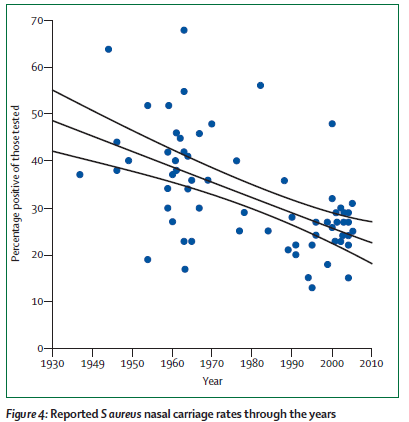 70
60
50
40
30
20
10
0
Percentage positive of those tested
1930 1949 1950 1960 1970 1980 1990 2000 2010
Year
Figure 4: Reported S aureus nasal carriage rates through the years